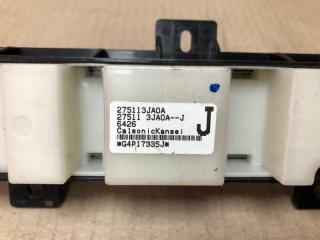 275113JA0A
27511 3JA0A--J
6426
CalsonicKansei
J
*G4P17335J*